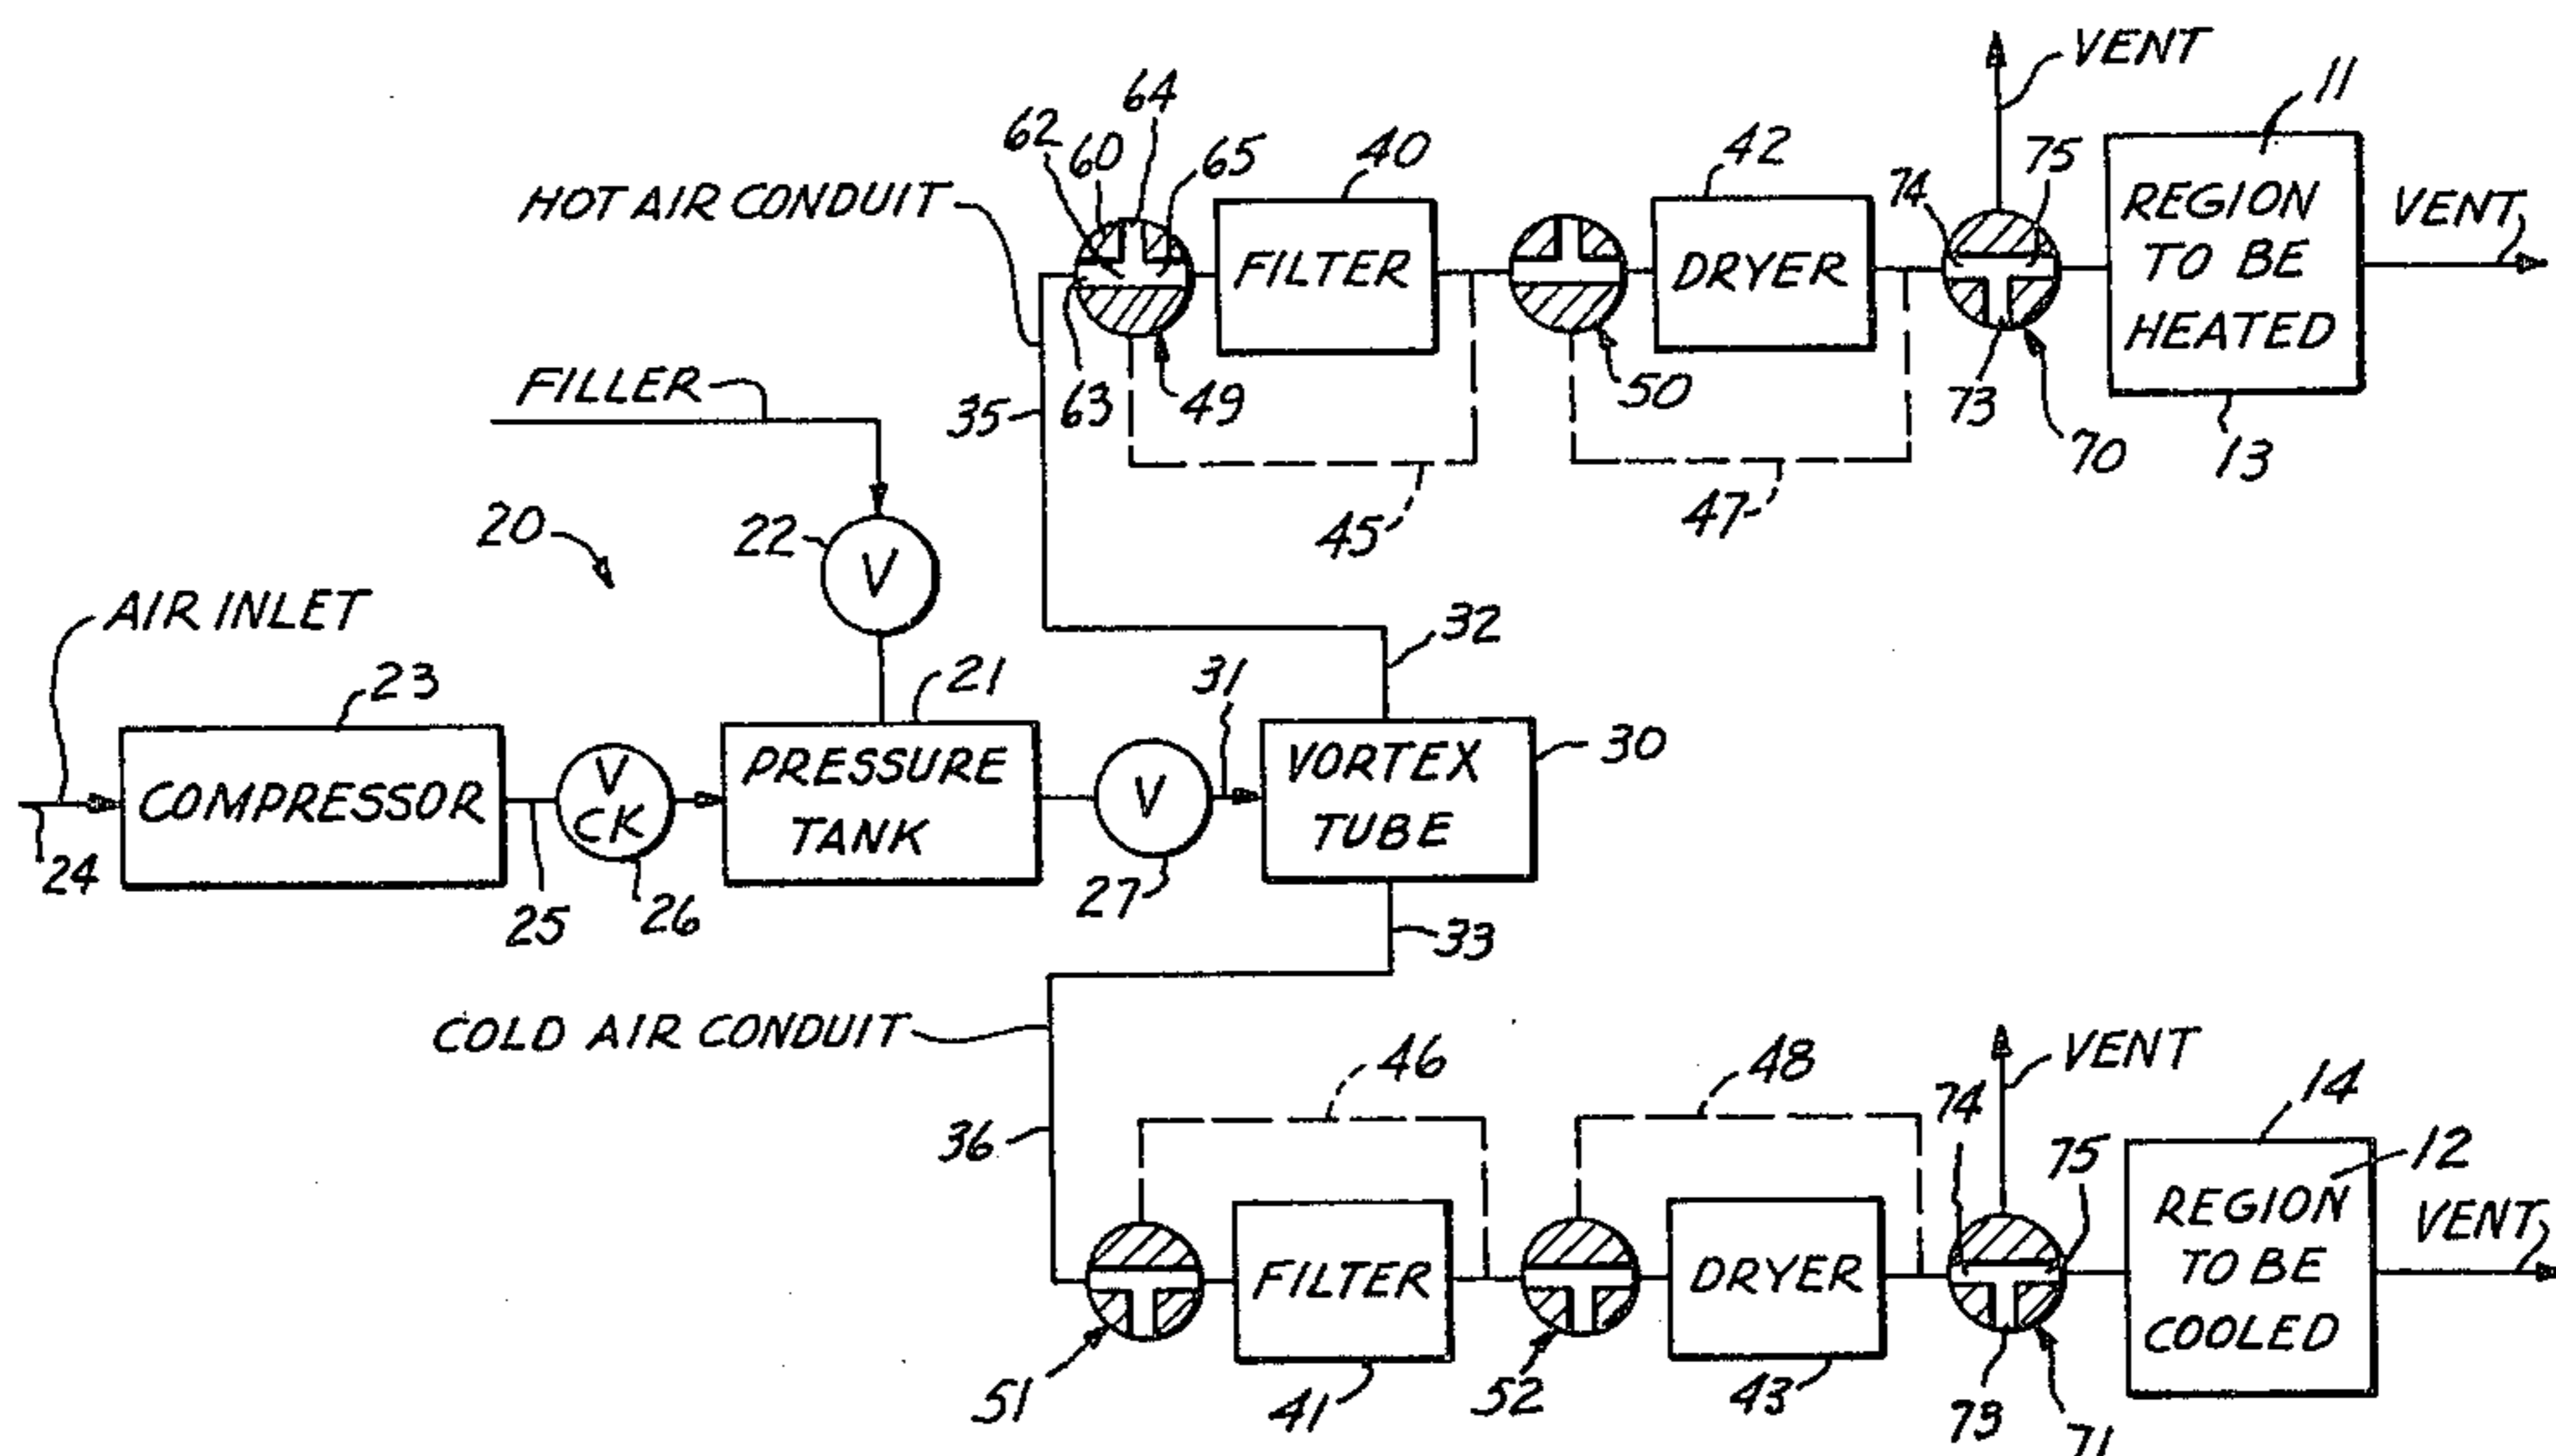 VENT
11
64
62
60
65
40
42
74
75
HOT AIR CONDUIT
FILTER
DRYER
REGION
TO BE
HEATED
VENT
FILLER
35
63
49
50
73
70
13
45
47
20
22
V
AIR INLET
32
23
21
31
COMPRESSOR
V
CK
PRESSURE
TANK
V
VORTEX
TUBE
30
24
25
26
27
33
COLD AIR CONDUIT
46
48
74
VENT
14
36
75
12
FILTER
DRYER
REGION
TO BE
COOLED
VENT
51
41
52
43
73
71